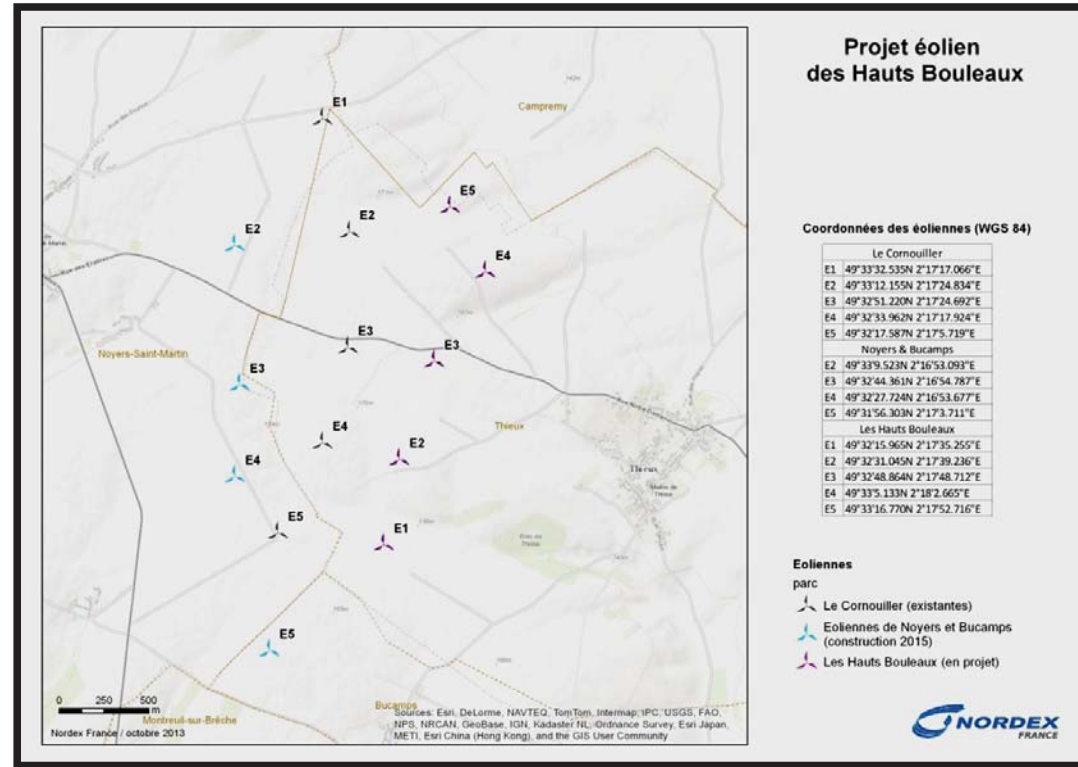 Projet éolien
des Hauts Bouleaux
Campremy
E1
E5
E2
E2
E4
E3
E3
Noyers-Saint-Martin
E3
E4
E2
Thieux
Thieux
Mairie de
Thieux
E4
E5
E1
Bois de
Thieux
E5
Bucamps
Montreuil-sur-Brèche
0 250 500
m
Nordex France / octobre 2013
Sources: Esri, DeLorme, NAVTEQ, TomTom, Intermap, iPC, USGS, FAO,
NPS, NRCAN, GeoBase, IGN, Kadaster NL, Ordnance Survey, Esri Japan,
METI, Esri China (Hong Kong), and the GIS User Community
Coordonnées des éoliennes (WGS 84)
Le Cornouiller
E1 49°33'32.535N 2°17'17.066"E
E2 49°33'12.155N 2°17'24.834"E
E3 49°32'51.220N 2°17'24.692"E
E4 49°32'33.962N 2°17'17.924"E
E5 49°32'17.587N 2°17'5.719"E
Noyers & Bucamps
E2 49°33'9.523N 2°16'53.093"E
E3 49°32'44.361N 2°16'54.787"E
E4 49°32'27.724N 2°16'53.677"E
E5 49°31'56.303N 2°17'3.711"E
Les Hauts Bouleaux
E1 49°32'15.965N 2°17'35.255"E
E2 49°32'31.045N 2°17'39.236"E
E3 49°32'48.864N 2°17'48.712"E
E4 49°33'5.133N 2°18'2.665"E
E5 49°33'16.770N 2°17'52.716"E
Eoliennes
parc
Le Cornouiller (existantes)
Eoliennes de Noyers et Bucamps
(construction 2015)
Les Hauts Bouleaux (en projet)
NORDEX
FRANCE